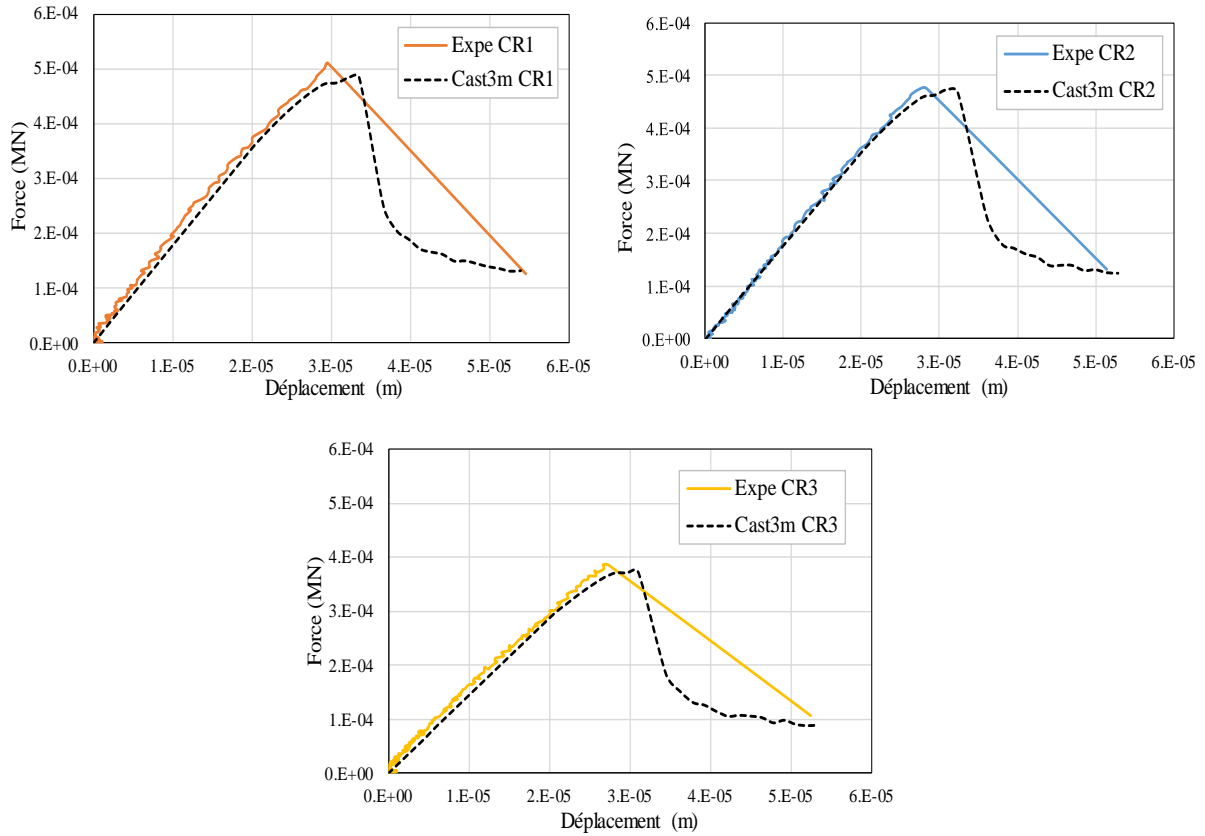 6.E-04
5.E-04
4.E-04
3.E-04
2.E-04
1.E-04
0.E+00
Force (MN)
Expe CR1
Cast3m CR1
0.E+00 1.E-05 2.E-05 3.E-05 4.E-05 5.E-05 6.E-05
Déplacement (m)
6.E-04
5.E-04
4.E-04
3.E-04
2.E-04
1.E-04
0.E+00
Force (MN)
Expe CR2
Cast3m CR2
0.E+00 1.E-05 2.E-05 3.E-05 4.E-05 5.E-05 6.E-05
Déplacement (m)
6.E-04
5.E-04
4.E-04
3.E-04
2.E-04
1.E-04
0.E+00
Force (MN)
Expe CR3
Cast3m CR3
0.E+00 1.E-05 2.E-05 3.E-05 4.E-05 5.E-05 6.E-05
Déplacement (m)